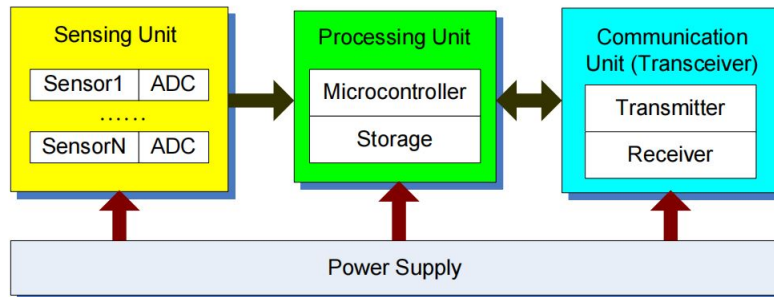 Sensing Unit
Sensor1 ADC
......
SensorN ADC
Processing Unit
Microcontroller
Storage
Communication
Unit (Transceiver)
Transmitter
Receiver
Power Supply